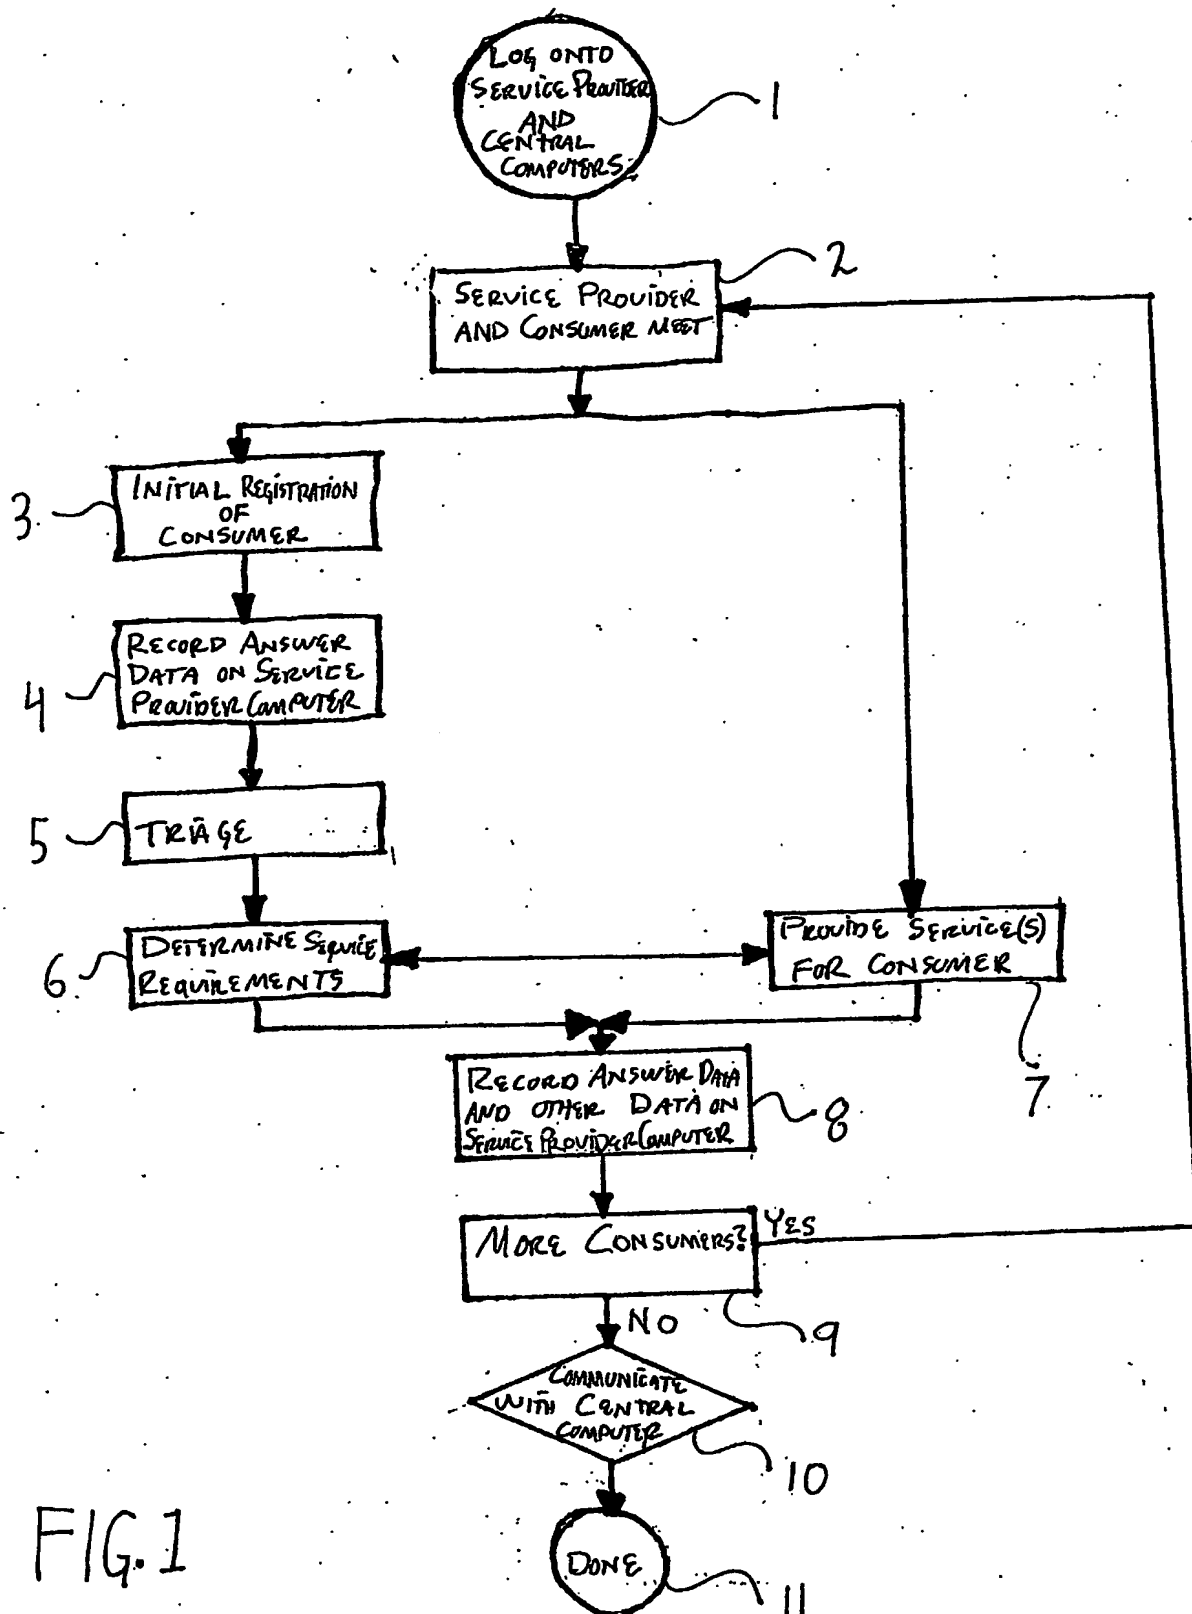 LOG ONTO
SERVICE PROVIDER
AND
CENTRAL
COMPUTERS
1
2
SERVICE PROVIDER
AND CONSUMER MEET
INITIAL REGISTRATION
OF
CONSUMER
3
RECORD ANSWER
DATA ON SERVICE
PROVIDER COMPUTER
4
TRIAGE
5
DETERMINE SERVICE
REQUIREMENTS
6
PROVIDE SERVICE(S)
FOR CONSUMER
7
RECORD ANSWER DATA
AND OTHER DATA ON
SERVICE PROVIDER COMPUTER
8
MORE CONSUMERS?
YES
NO
9
COMMUNICATE
WITH CENTRAL
COMPUTER
10
DONE
11
FIG. 1